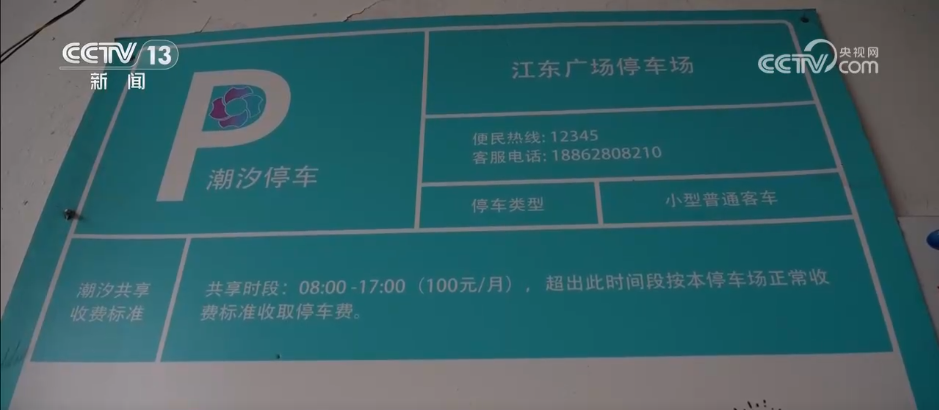 CCTV 13
新闻
央视网
CCTV.com
P
潮汐停车
江东广场停车场
便民热线: 12345
客服电话: 18862808210
停车类型
小型普通客车
潮汐共享
收费标准
共享时段：08:00 -17:00（100元/月），超出此时间段按本停车场正常收
费标准收取停车费。